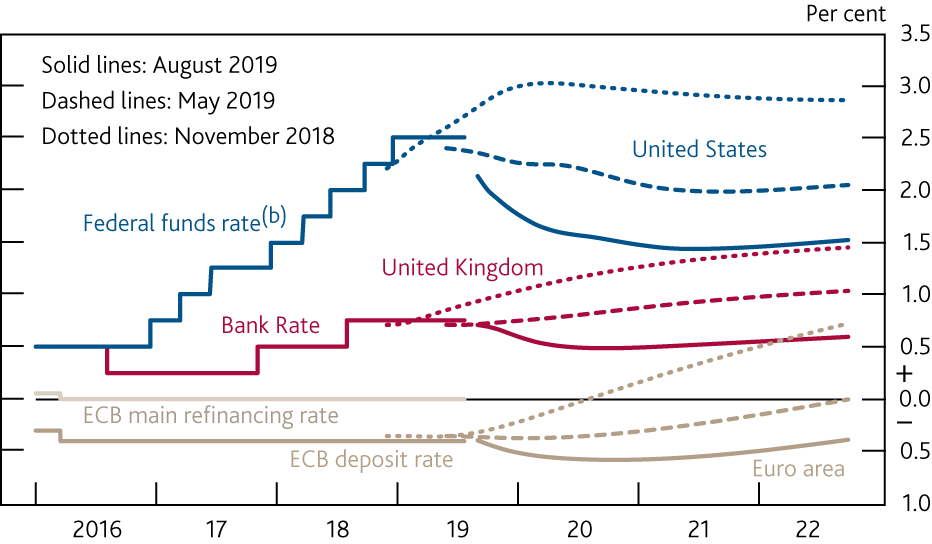 Per cent
Solid lines: August 2019
Dashed lines: May 2019
Dotted lines: November 2018
3.5
3.0
2.5
2.0
1.5
1.0
0.5
+
0.0
–
0.5
1.0
United States
Federal funds rate(b)
United Kingdom
Bank Rate
ECB main refinancing rate
ECB deposit rate
Euro area
2016 17 18 19 20 21 22